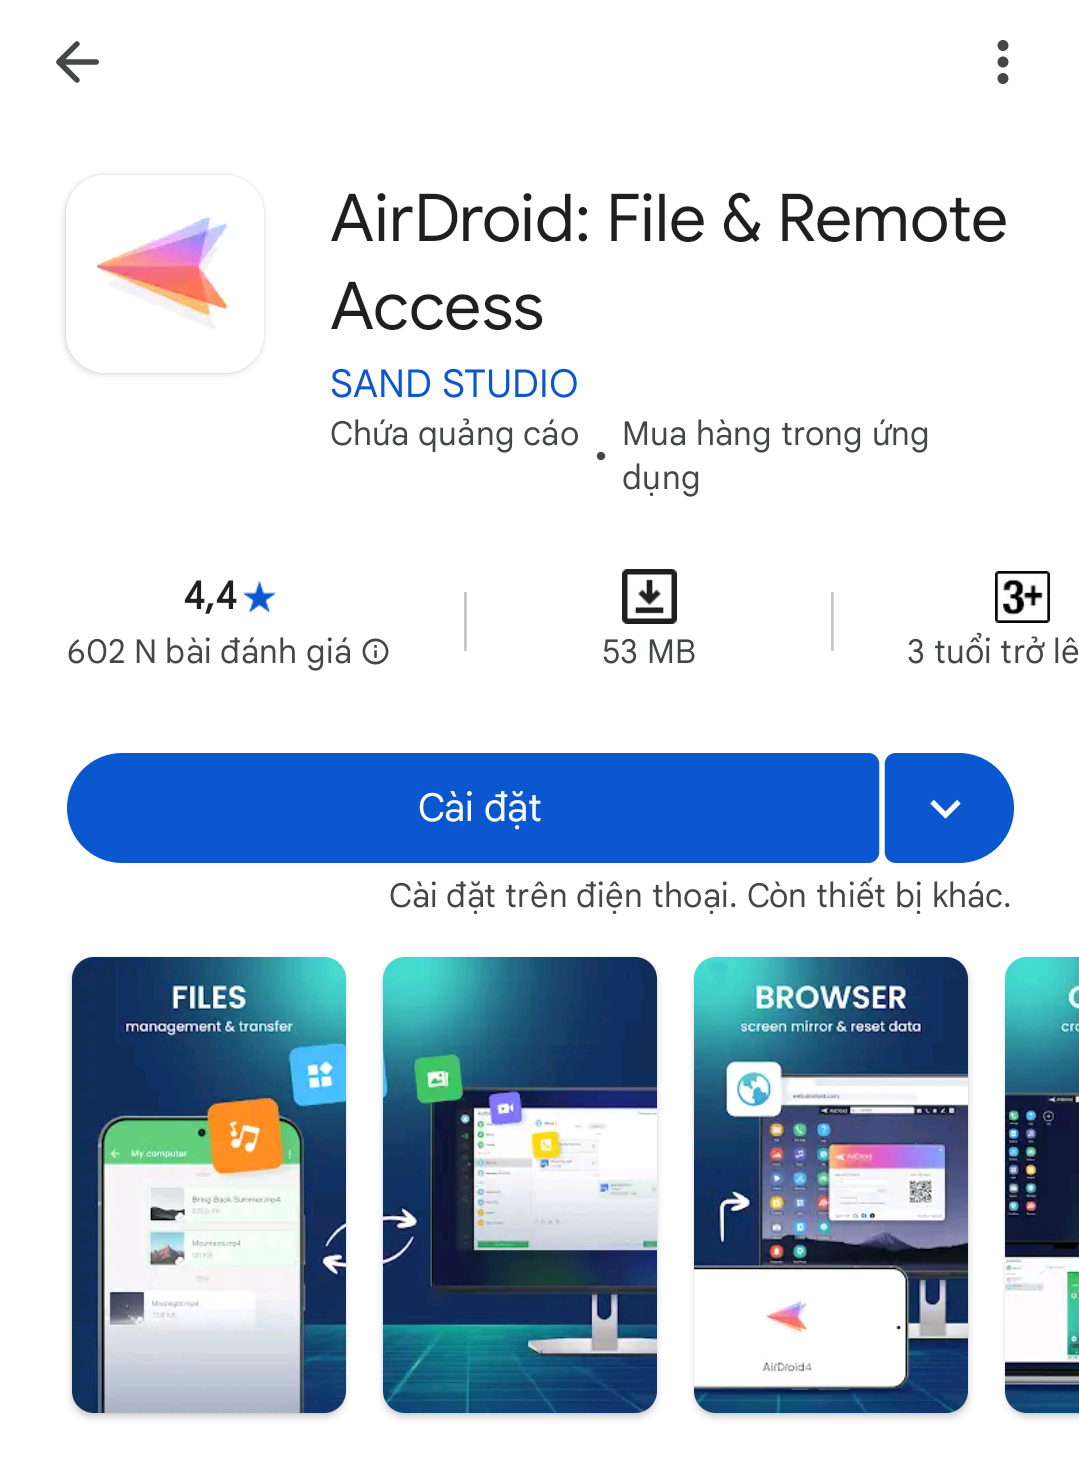 AirDroid: File & Remote
Access
SAND STUDIO
Chứa quảng cáo • Mua hàng trong ứng
dụng
4,4★
602 N bài đánh giá
53 MB
3+
3 tuổi trở lê
Cài đặt
Cài đặt trên điện thoại. Còn thiết bị khác.
FILES
management & transfer
My computer
Bring Back Summer.mp4
Mountains.mp4
Moonlight.mp4
BROWSER
screen mirror & reset data
web.airdroid.com
AirDroid
AirDroid4